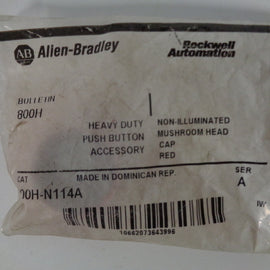 AB Allen-Bradley
Rockwell Automation
BULLETIN
800H
HEAVY DUTY NON-ILLUMINATED
PUSH BUTTON MUSHROOM HEAD
ACCESSORY CAP
RED
CAT MADE IN DOMINICAN REP. SER
00H-N114A A
10662073643996